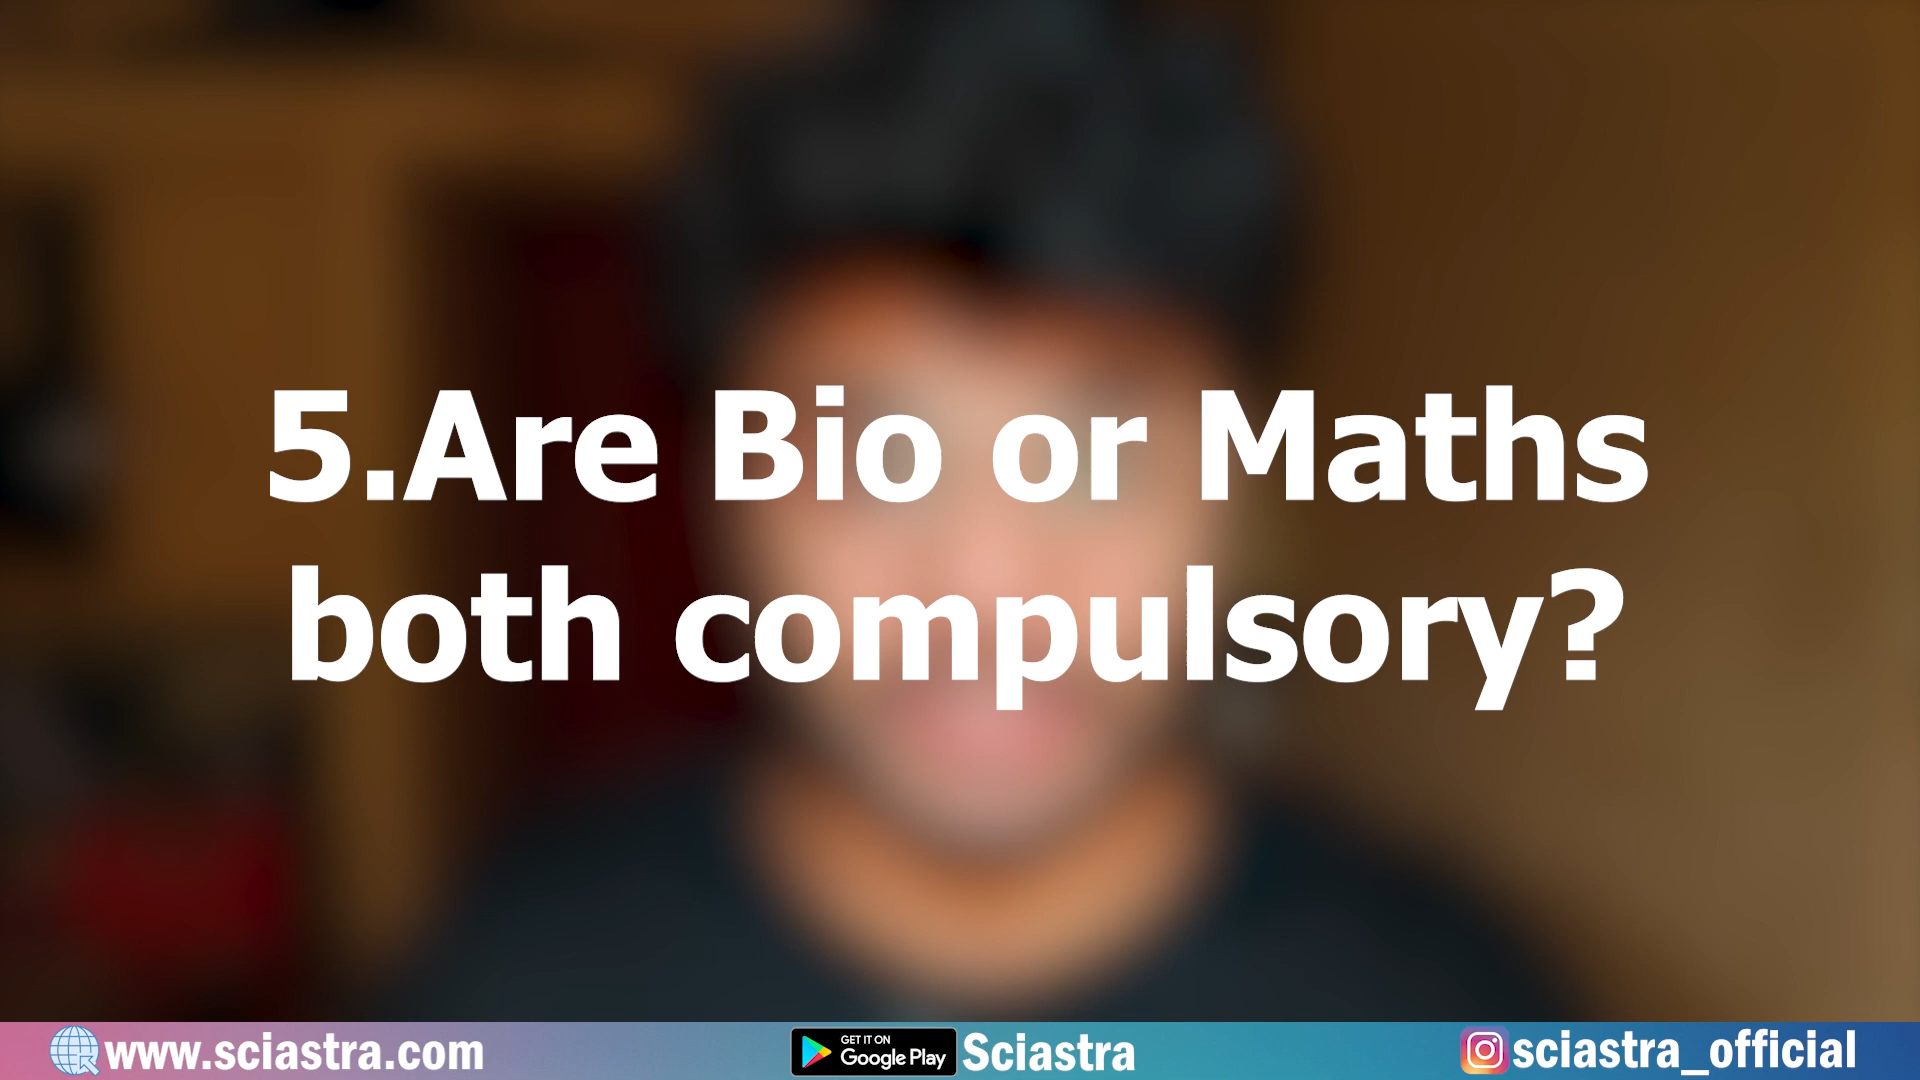 5.Are Bio or Maths
both compulsory?
www.sciastra.com
GET IT ON
Google Play
Sciastra
sciastra_official